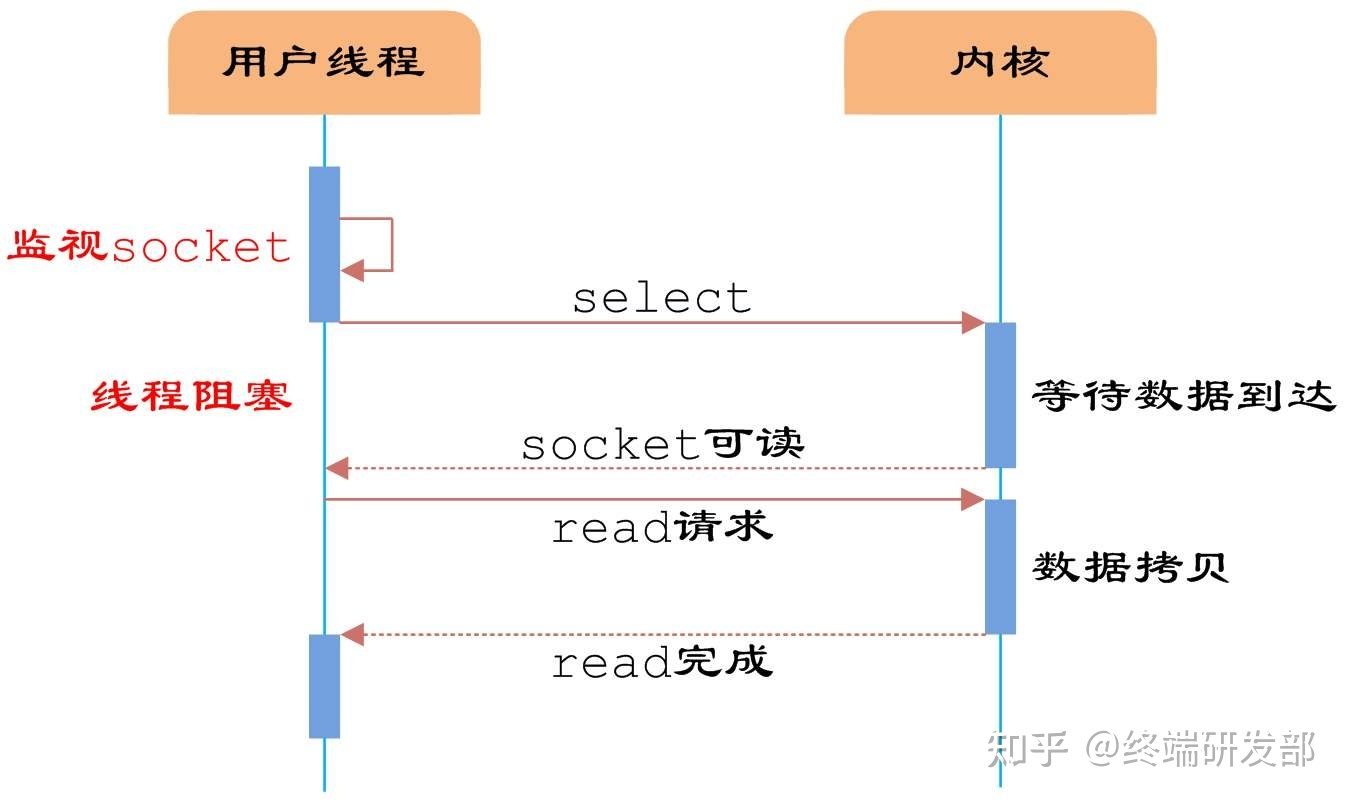 用户线程
内核
监视socket
select
线程阻塞
等待数据到达
socket可读
read请求
数据拷贝
read完成
知乎 @终端研发部